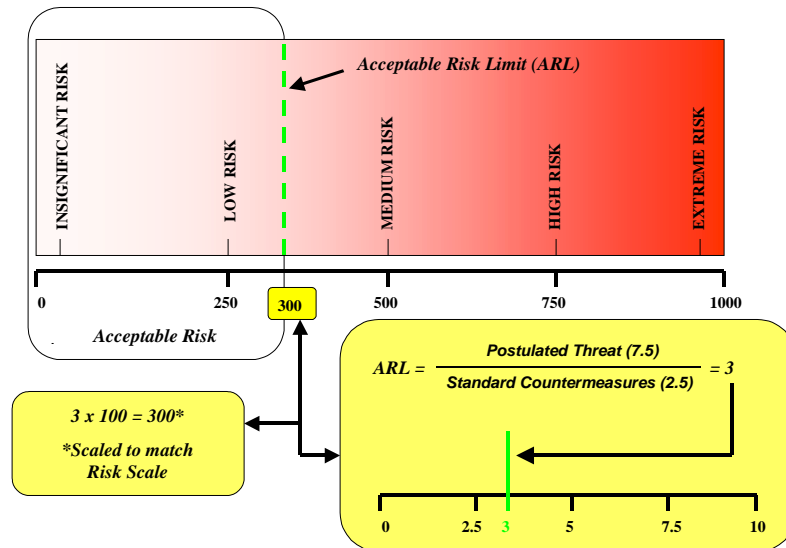 Acceptable Risk Limit (ARL)
INSIGNIFICANT RISK
LOW RISK
MEDIUM RISK
HIGH RISK
EXTREME RISK
0 250 300 500 750 1000
Acceptable Risk
3 x 100 = 300*
*Scaled to match
Risk Scale
ARL = Postulated Threat (7.5)
Standard Countermeasures (2.5) = 3
0 2.5 3 5 7.5 10